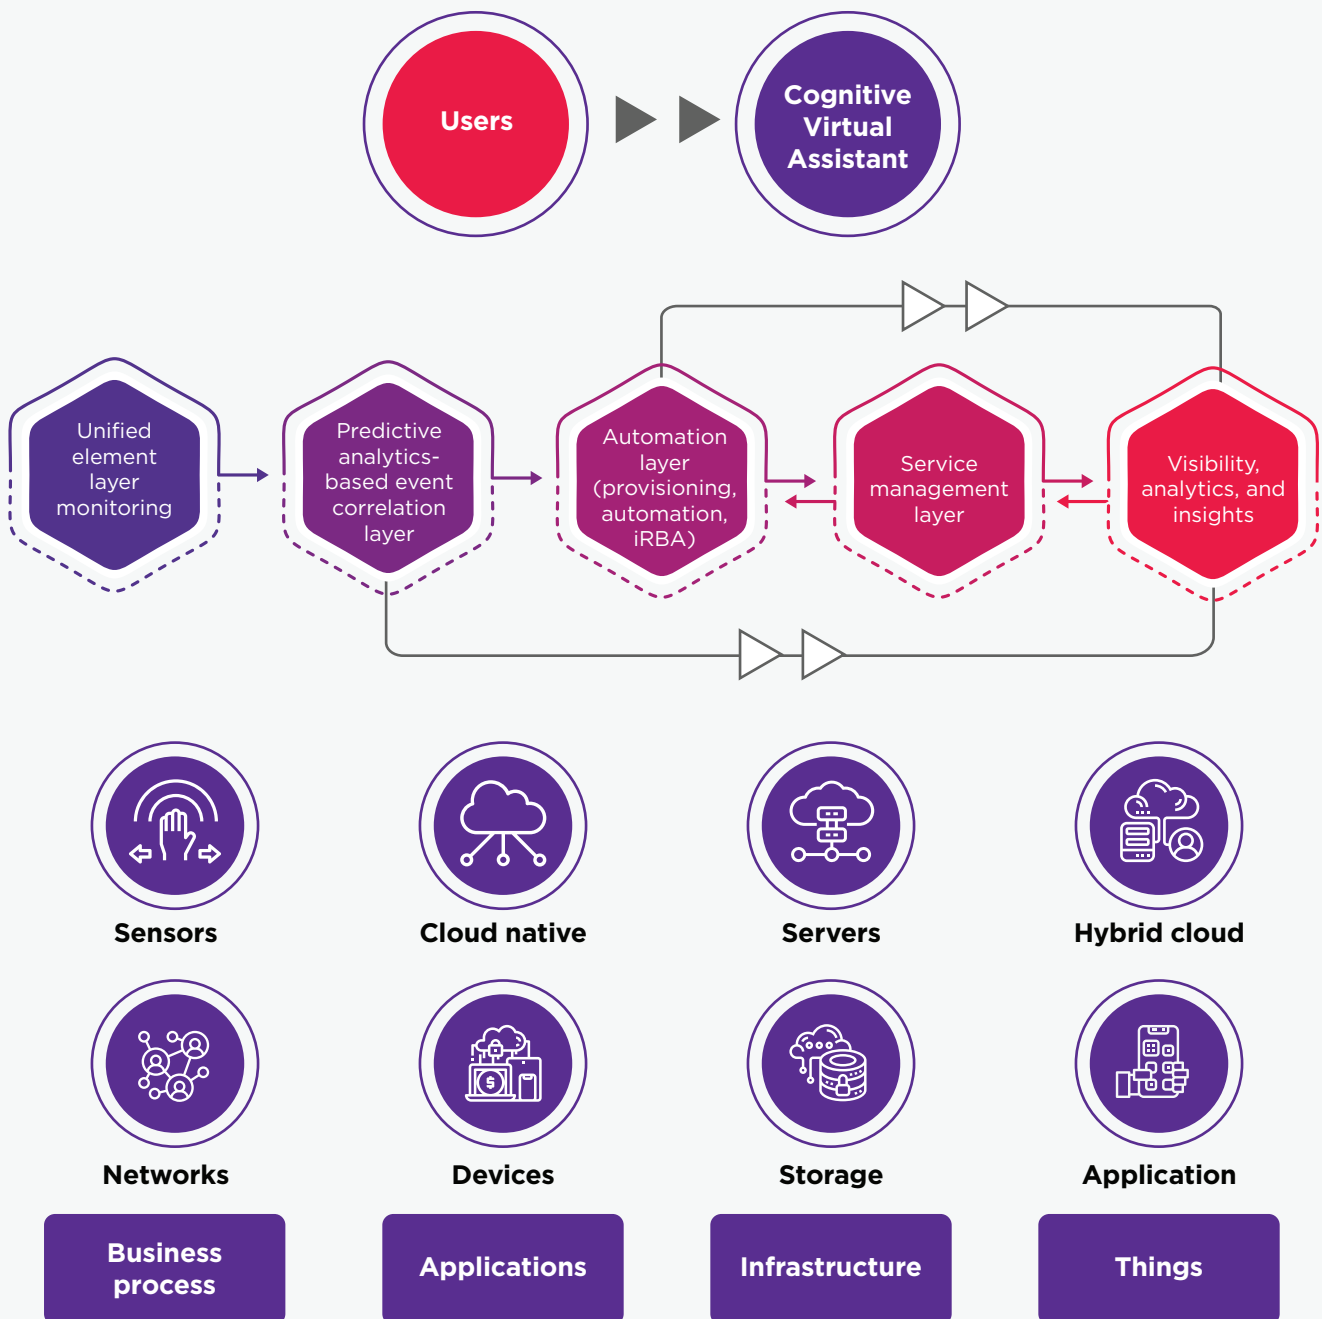 Users
Cognitive
Virtual
Assistant
Unified
element
layer
monitoring
Predictive
analytics-
based event
correlation
layer
Automation
layer
(provisioning,
automation,
iRBA)
Service
management
layer
Visibility,
analytics, and
insights
Sensors
Cloud native
Servers
Hybrid cloud
Networks
Devices
Storage
Application
Business
process
Applications
Infrastructure
Things